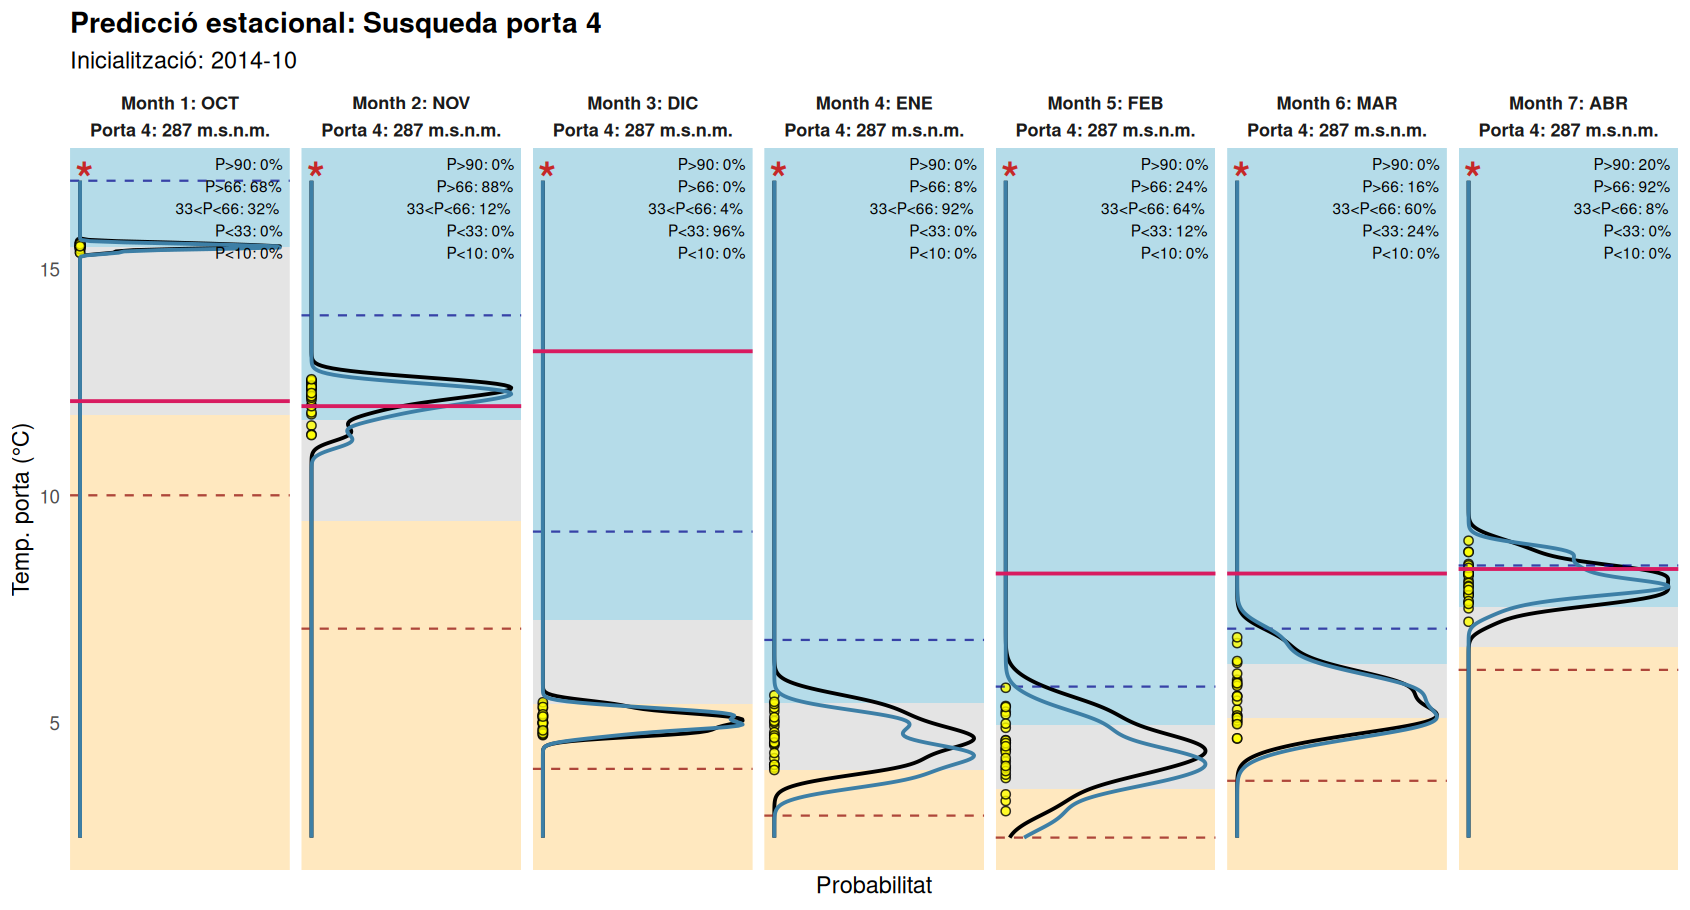 Predicció estacional: Susqueda porta 4
Inicialització: 2014-10
Month 1: OCT
Porta 4: 287 m.s.n.m.
Month 2: NOV
Porta 4: 287 m.s.n.m.
Month 3: DIC
Porta 4: 287 m.s.n.m.
Month 4: ENE
Porta 4: 287 m.s.n.m.
Month 5: FEB
Porta 4: 287 m.s.n.m.
Month 6: MAR
Porta 4: 287 m.s.n.m.
Month 7: ABR
Porta 4: 287 m.s.n.m.
*
P>90: 0%
P>66: 68%
33<P<66: 32%
P<33: 0%
P<10: 0%
*
P>90: 0%
P>66: 88%
33<P<66: 12%
P<33: 0%
P<10: 0%
*
P>90: 0%
P>66: 0%
33<P<66: 4%
P<33: 96%
P<10: 0%
*
P>90: 0%
P>66: 8%
33<P<66: 92%
P<33: 0%
P<10: 0%
*
P>90: 0%
P>66: 24%
33<P<66: 64%
P<33: 12%
P<10: 0%
*
P>90: 0%
P>66: 16%
33<P<66: 60%
P<33: 24%
P<10: 0%
*
P>90: 20%
P>66: 92%
33<P<66: 8%
P<33: 0%
P<10: 0%
15
10
5
Temp. porta (°C)
Probabilitat